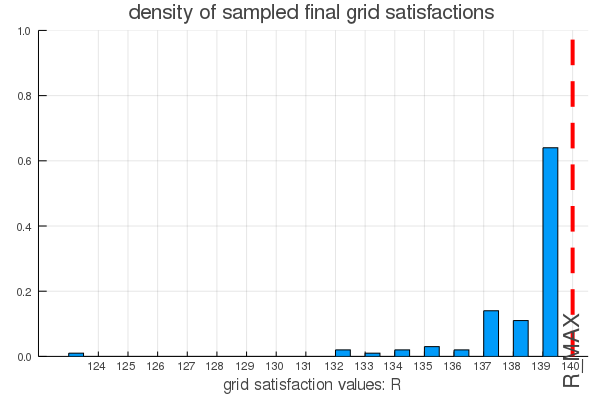 density of sampled final grid satisfactions
1.0
0.8
0.6
0.4
0.2
0.0
124 125 126 127 128 129 130 131 132 133 134 135 136 137 138 139 140
R_MAX
grid satisfaction values: R